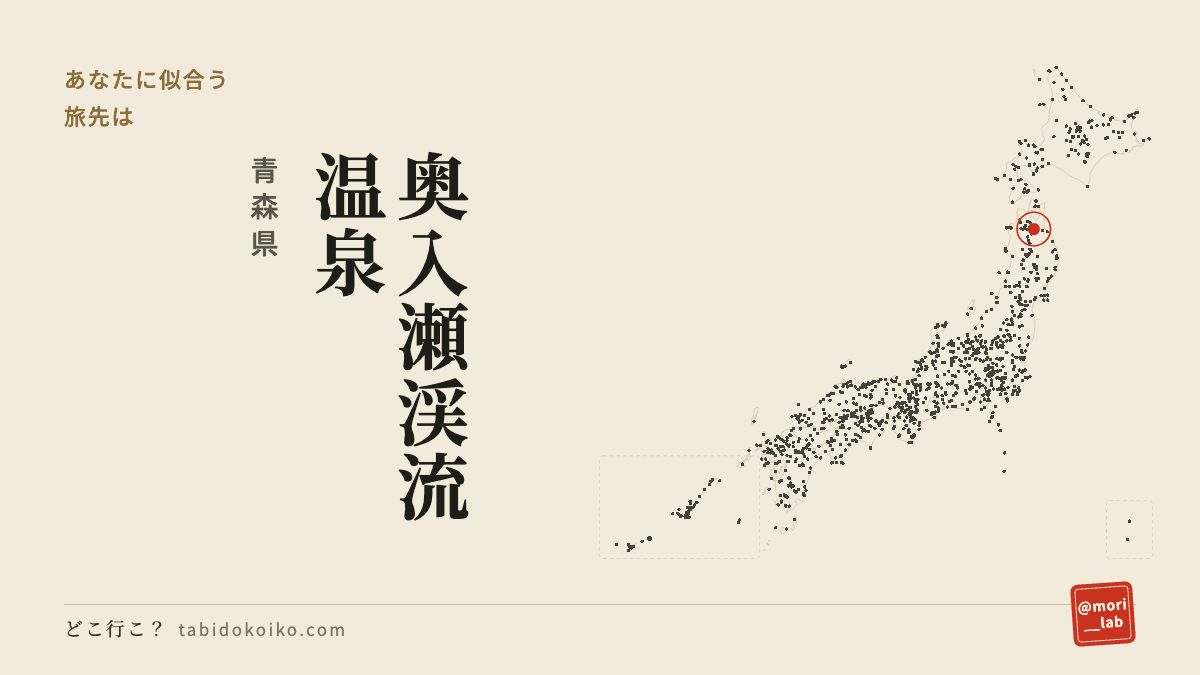 あなたに似合う
旅先は
奥入瀬渓流
温泉
青森県
どこ行こ？ tabidokoiko.com
@mori
__lab